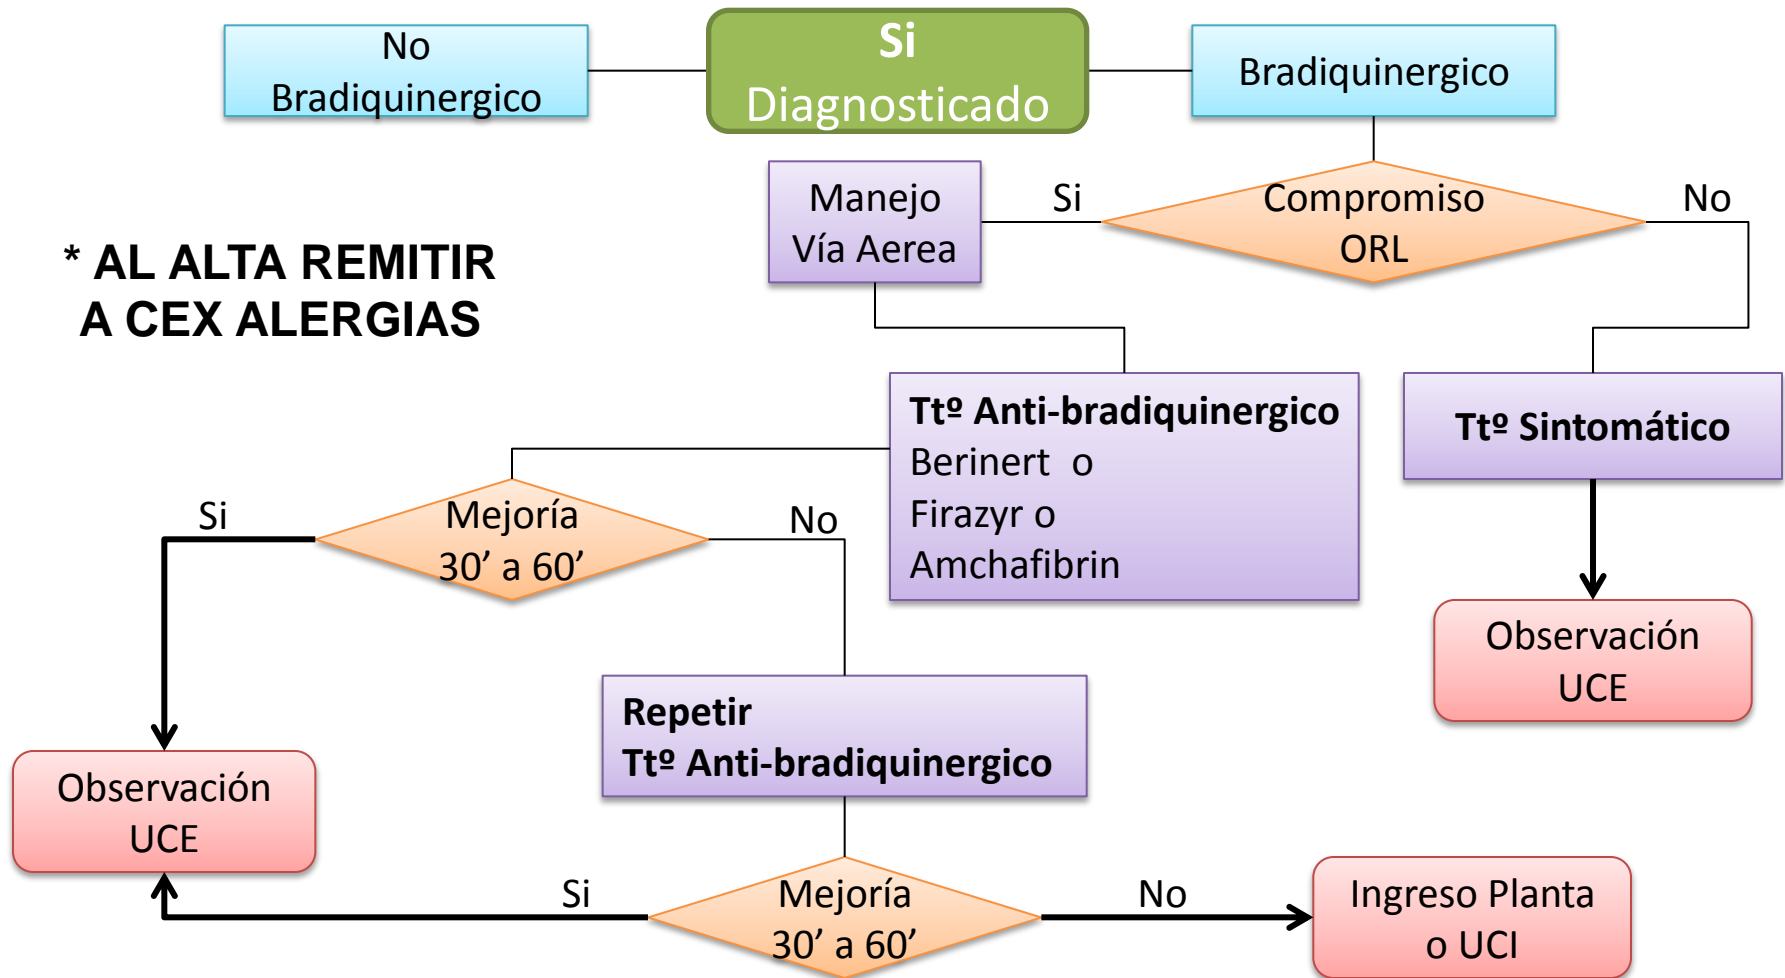 No
Bradiquinergico
Si
Diagnosticado
Bradiquinergico
Manejo
Vía Aerea
Si
Compromiso
ORL
No
* AL ALTA REMITIR
A CEX ALERGIAS
Ttº Anti-bradiquinergico
Berinert o
Firazyr o
Amchafibrin
Ttº Sintomático
Si
Mejoría
30’ a 60’
No
Observación
UCE
Repetir
Ttº Anti-bradiquinergico
Observación
UCE
Si
Mejoría
30’ a 60’
No
Ingreso Planta
o UCI